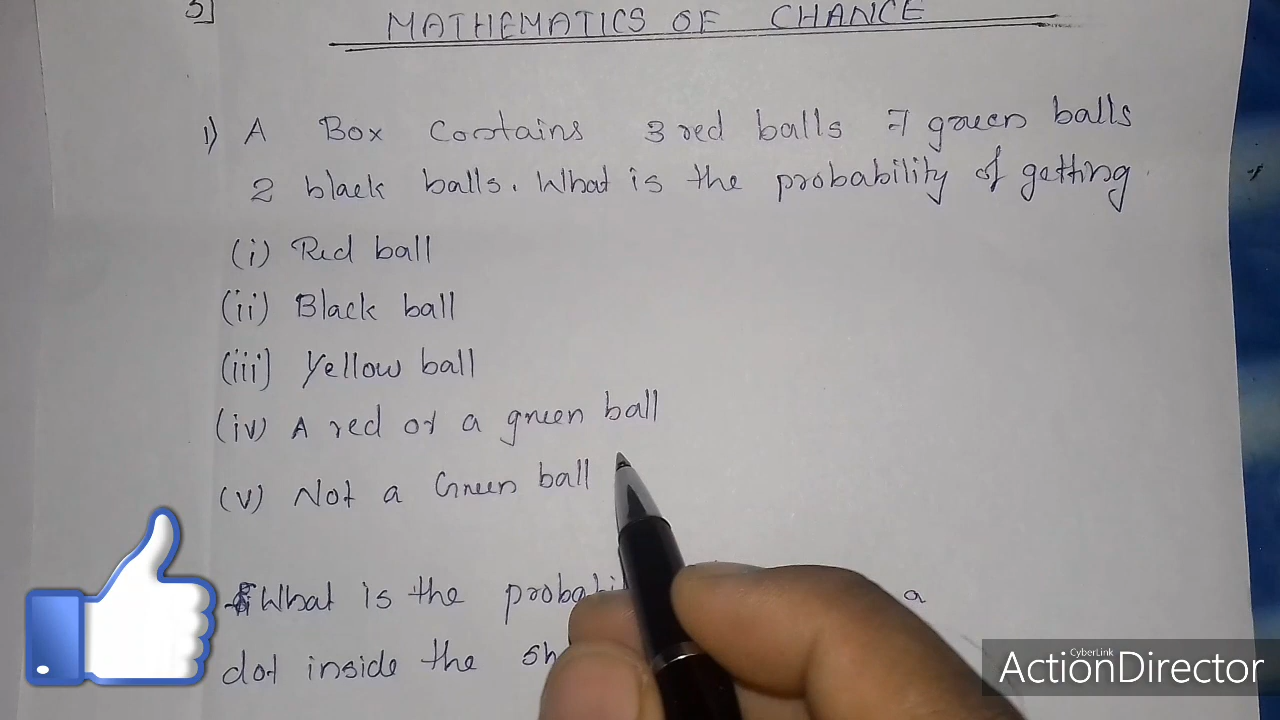 5]
MATHEMATICS OF CHANCE
1) A Box Contains 3 red balls 7 green balls
2 black balls. What is the probability of getting
(i) Red ball
(ii) Black ball
(iii) Yellow ball
(iv) A red or a green ball
(v) Not a Green ball
What is the a
dot inside the
CyberLink
ActionDirector